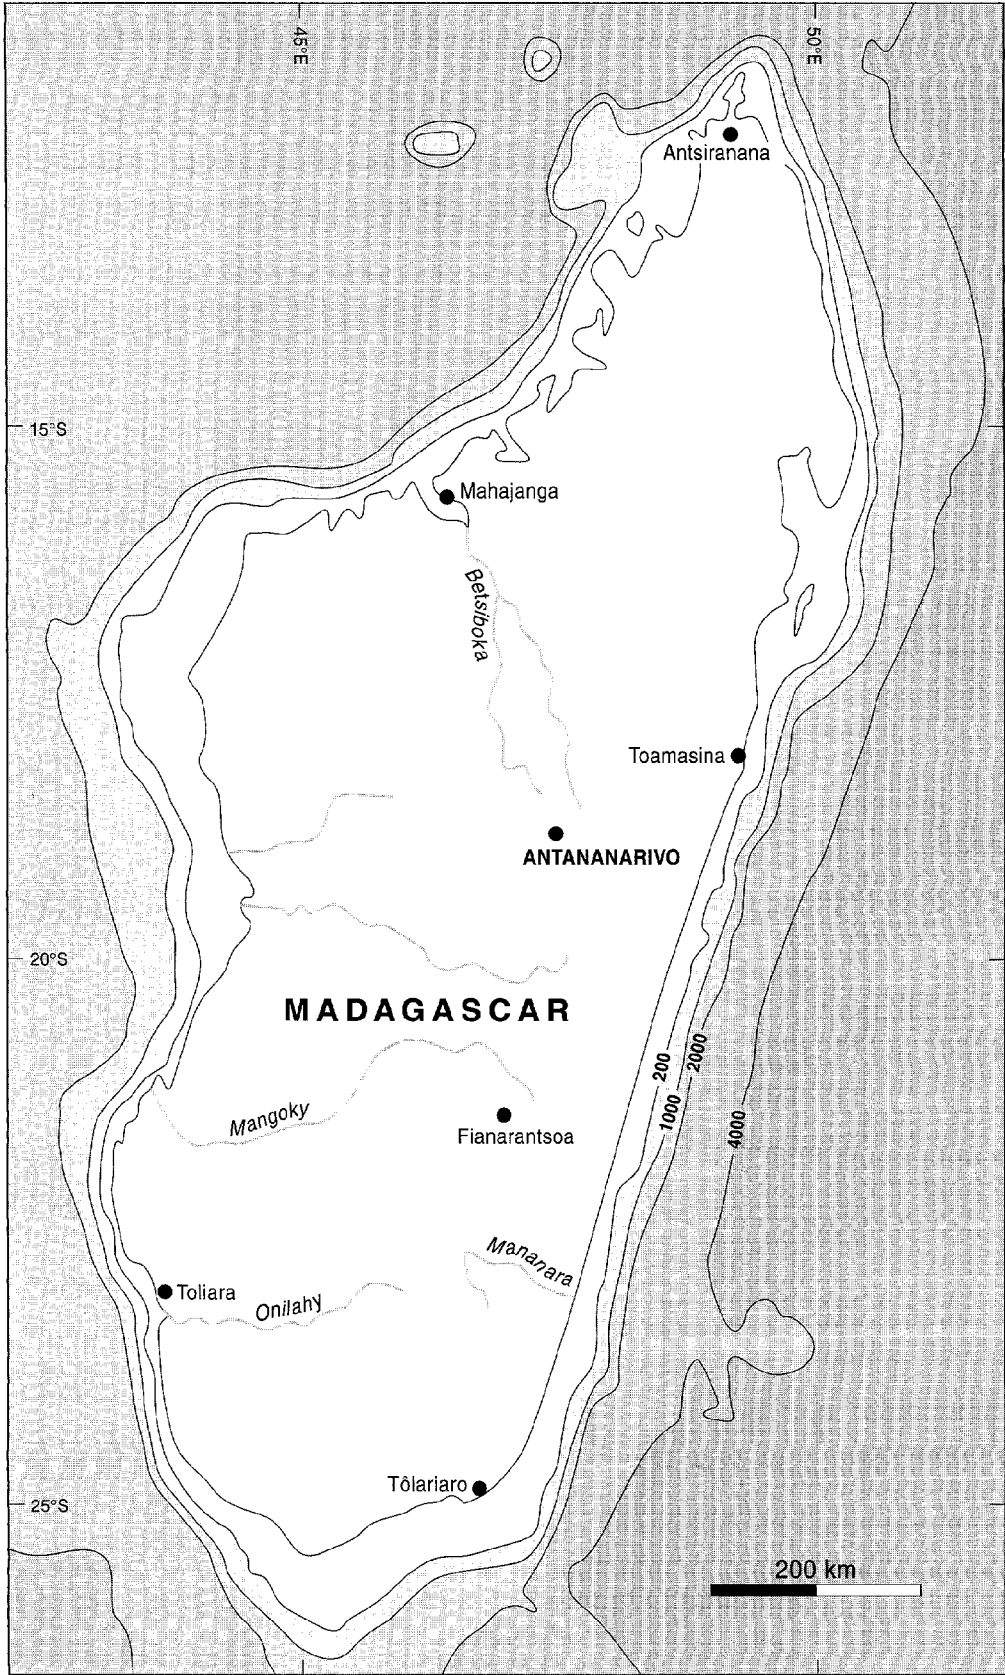 45°E
50°E
Antsiranana
15°S
Mahajanga
Betsiboka
Toamasina
ANTANANARIVO
20°S
MADAGASCAR
200
2000
1000
4000
Mangoky
Fianarantsoa
Mananara
Toliara
Onilahy
Tôlariaro
25°S
200 km